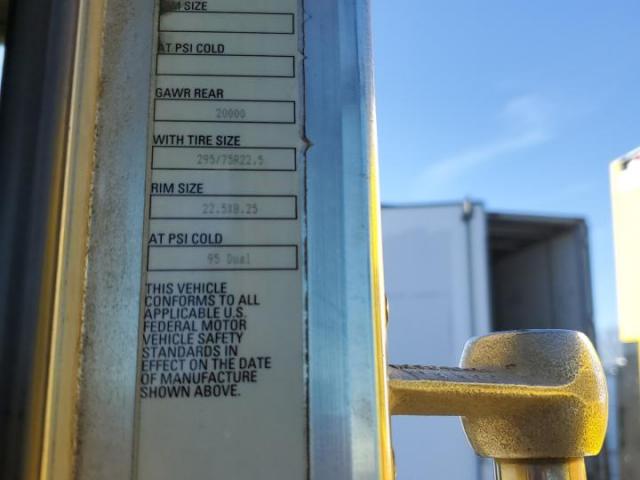 RIM SIZE
AT PSI COLD
GAWR REAR
20000
WITH TIRE SIZE
295/75R22.5
RIM SIZE
22.5X8.25
AT PSI COLD
95 Dual
THIS VEHICLE
CONFORMS TO ALL
APPLICABLE U.S.
FEDERAL MOTOR
VEHICLE SAFETY
STANDARDS IN
EFFECT ON THE DATE
OF MANUFACTURE
SHOWN ABOVE.